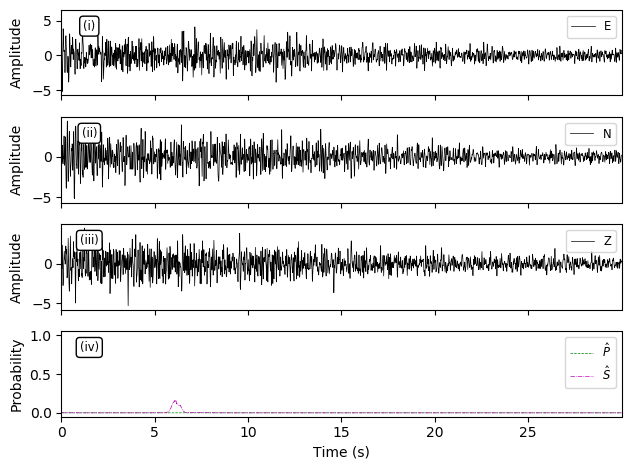 Amplitude
5
0
−5
(i)
E
Amplitude
0
−5
(ii)
N
Amplitude
0
−5
(iii)
Z
Probability
1.0
0.5
0.0
(iv)
P̂
Ŝ
0 5 10 15 20 25
Time (s)